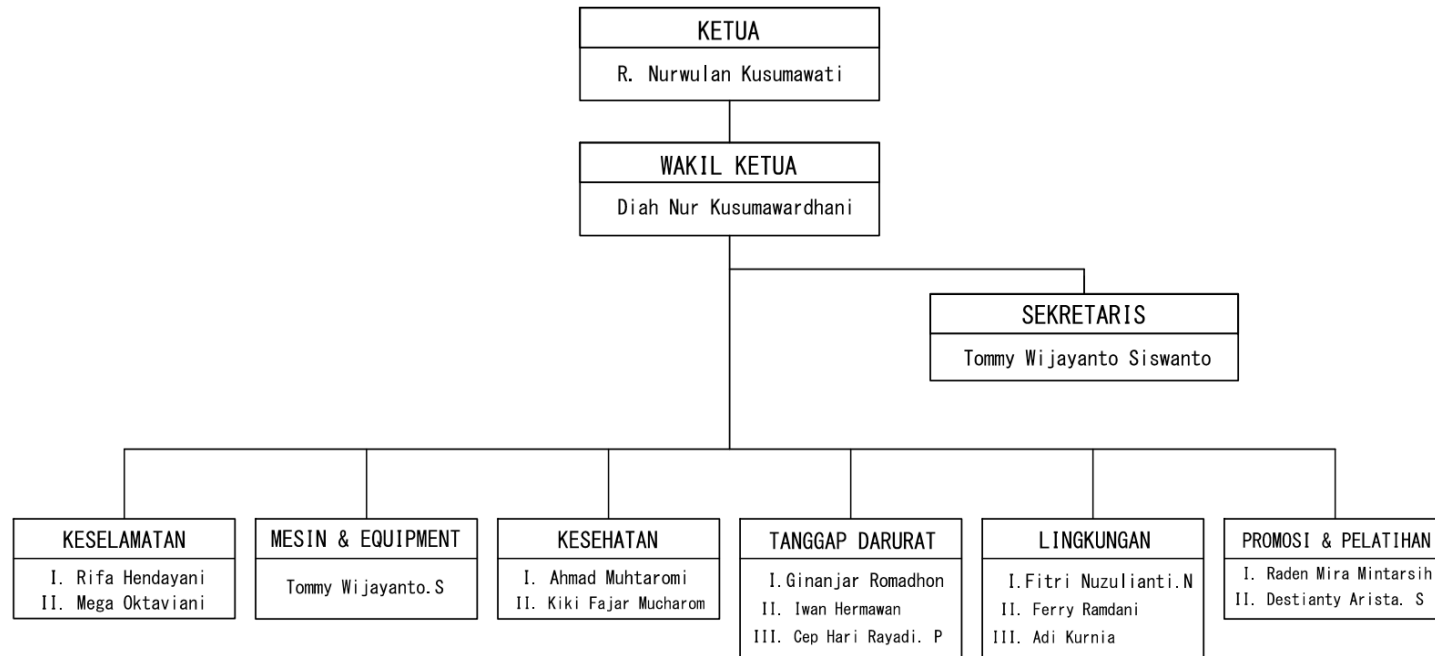 KETUA
R. Nurwulan Kusumawati
WAKIL KETUA
Diah Nur Kusumawardhani
SEKRETARIS
Tommy Wijayanto Siswanto
KESELAMATAN
I. Rifa Hendayani
II. Mega Oktaviani
MESIN & EQUIPMENT
Tommy Wijayanto.S
KESEHATAN
I. Ahmad Muhtaromi
II. Kiki Fajar Mucharom
TANGGAP DARURAT
I.Ginanjar Romadhon
II. Iwan Hermawan
III. Cep Hari Rayadi. P
LINGKUNGAN
I.Fitri Nuzulianti.N
II. Ferry Ramdani
III. Adi Kurnia
PROMOSI & PELATIHAN
I. Raden Mira Mintarsih
II. Destianty Arista. S